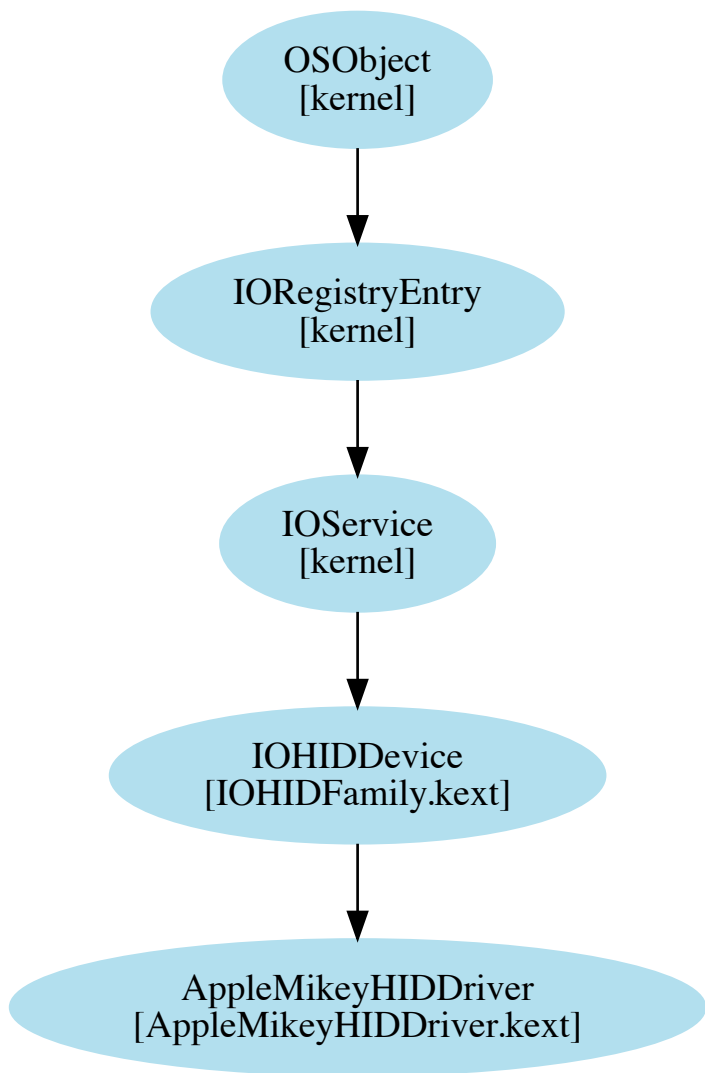 OSObject
[kernel]
IORegistryEntry
[kernel]
IOService
[kernel]
IOHIDDevice
[IOHIDFamily.kext]
AppleMikeyHIDDriver
[AppleMikeyHIDDriver.kext]